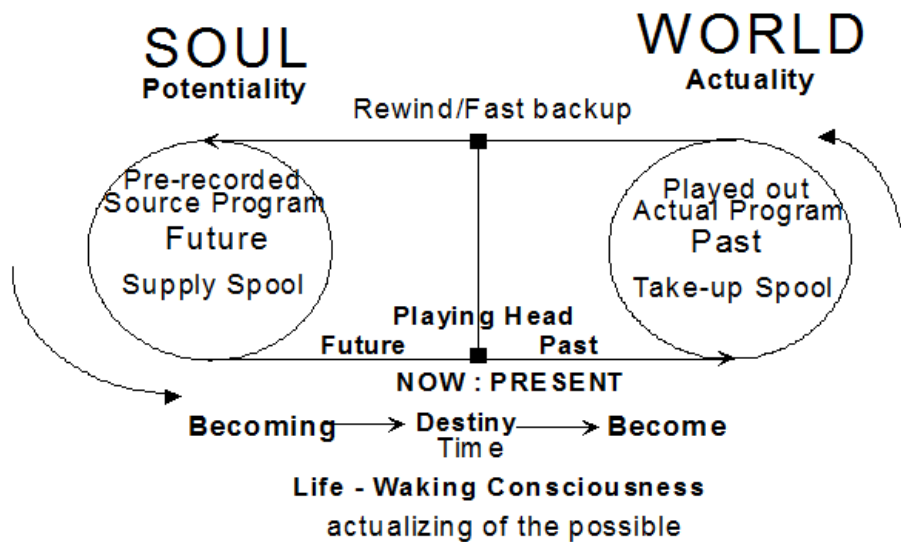 SOUL
Potentiality
WORLD
Actuality
Rewind/Fast backup
Pre-recorded
Source Program
Future
Supply Spool
Played out
Actual Program
Past
Take-up Spool
Playing Head
Future
Past
NOW : PRESENT
Becoming
Destiny
Become
Time
Life - Waking Consciousness
actualizing of the possible